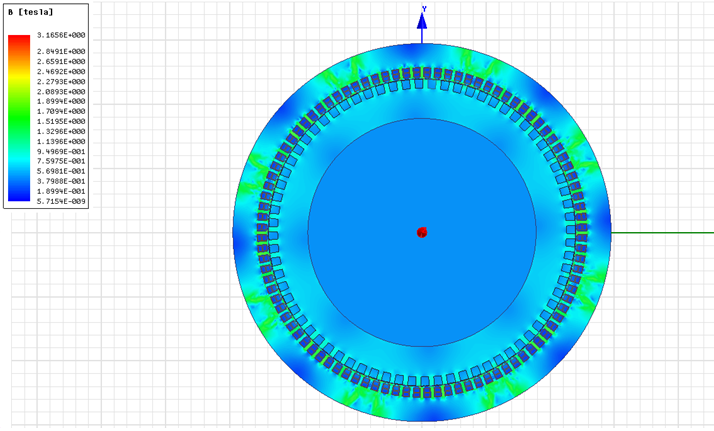 B [tesla]
3.1656E+000
2.8491E+000
2.6591E+000
2.4692E+000
2.2793E+000
2.0893E+000
1.8994E+000
1.7094E+000
1.5195E+000
1.3296E+000
1.1396E+000
9.4969E-001
7.5975E-001
5.6981E-001
3.7988E-001
1.8994E-001
5.7154E-009
Y